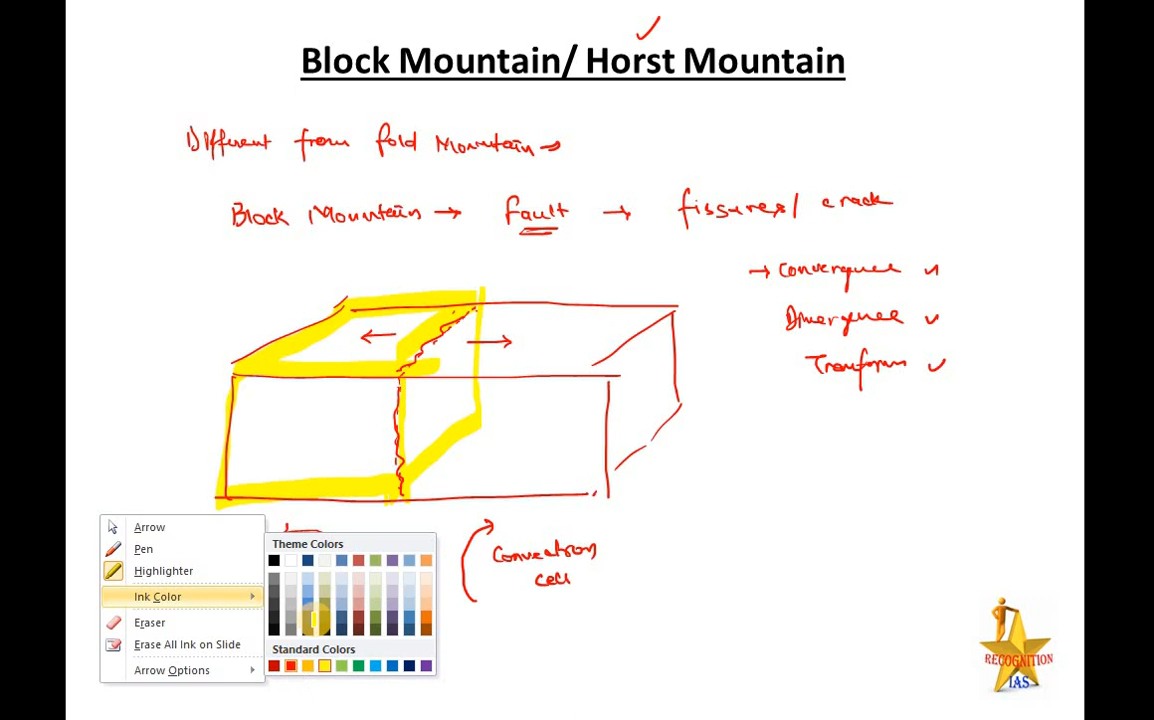 Block Mountain/ Horst Mountain
Different from fold Mountain →
Block Mountain → fault → fissures/ crack
→ Convergence ✓
Divergence ✓
Transform ✓
Convection
cell
Arrow
Pen
Highlighter
Ink Color
Eraser
Erase All Ink on Slide
Arrow Options
Theme Colors
Standard Colors
RECOGNITION
IAS